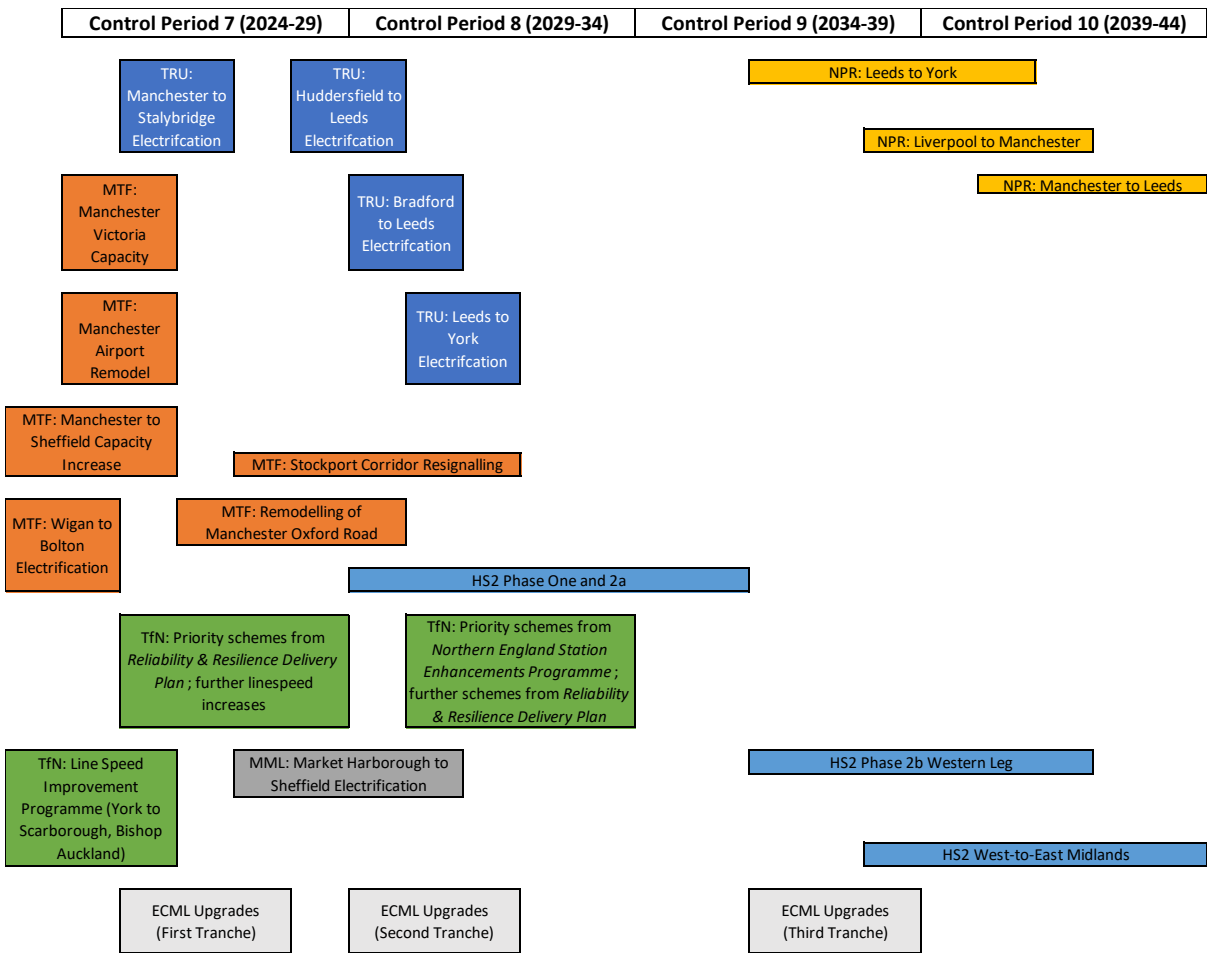 Control Period 7 (2024-29)
Control Period 8 (2029-34)
Control Period 9 (2034-39)
Control Period 10 (2039-44)
TRU:
Manchester to
Stalybridge
Electrifcation
TRU:
Huddersfield to
Leeds
Electrifcation
NPR: Leeds to York
NPR: Liverpool to Manchester
MTF:
Manchester
Victoria
Capacity
TRU: Bradford
to Leeds
Electrifcation
NPR: Manchester to Leeds
MTF:
Manchester
Airport
Remodel
TRU: Leeds to
York
Electrifcation
MTF: Manchester to
Sheffield Capacity
Increase
MTF: Stockport Corridor Resignalling
MTF: Wigan to
Bolton
Electrification
MTF: Remodelling of
Manchester Oxford Road
HS2 Phase One and 2a
TfN: Priority schemes from
Reliability & Resilience Delivery
Plan ; further linespeed
increases
TfN: Priority schemes from
Northern England Station
Enhancements Programme ;
further schemes from Reliability
& Resilience Delivery Plan
TfN: Line Speed
Improvement
Programme (York to
Scarborough, Bishop
Auckland)
MML: Market Harborough to
Sheffield Electrification
HS2 Phase 2b Western Leg
HS2 West-to-East Midlands
ECML Upgrades
(First Tranche)
ECML Upgrades
(Second Tranche)
ECML Upgrades
(Third Tranche)